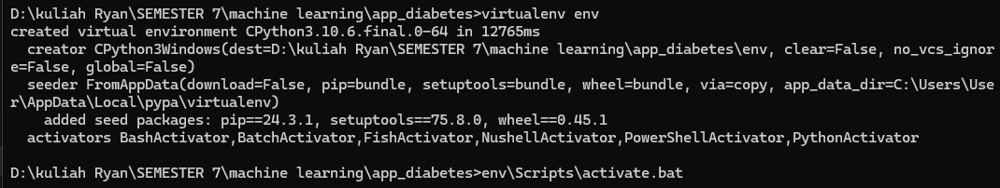 D:\kuliah Ryan\SEMESTER 7\machine learning\app_diabetes>virtualenv env
created virtual environment CPython3.10.6.final.0-64 in 12765ms
  creator CPython3Windows(dest=D:\kuliah Ryan\SEMESTER 7\machine learning\app_diabetes\env, clear=False, no_vcs_ignor
e=False, global=False)
  seeder FromAppData(download=False, pip=bundle, setuptools=bundle, wheel=bundle, via=copy, app_data_dir=C:\Users\Use
r\AppData\Local\pypa\virtualenv)
    added seed packages: pip==24.3.1, setuptools==75.8.0, wheel==0.45.1
  activators BashActivator,BatchActivator,FishActivator,NushellActivator,PowerShellActivator,PythonActivator
D:\kuliah Ryan\SEMESTER 7\machine learning\app_diabetes>env\Scripts\activate.bat